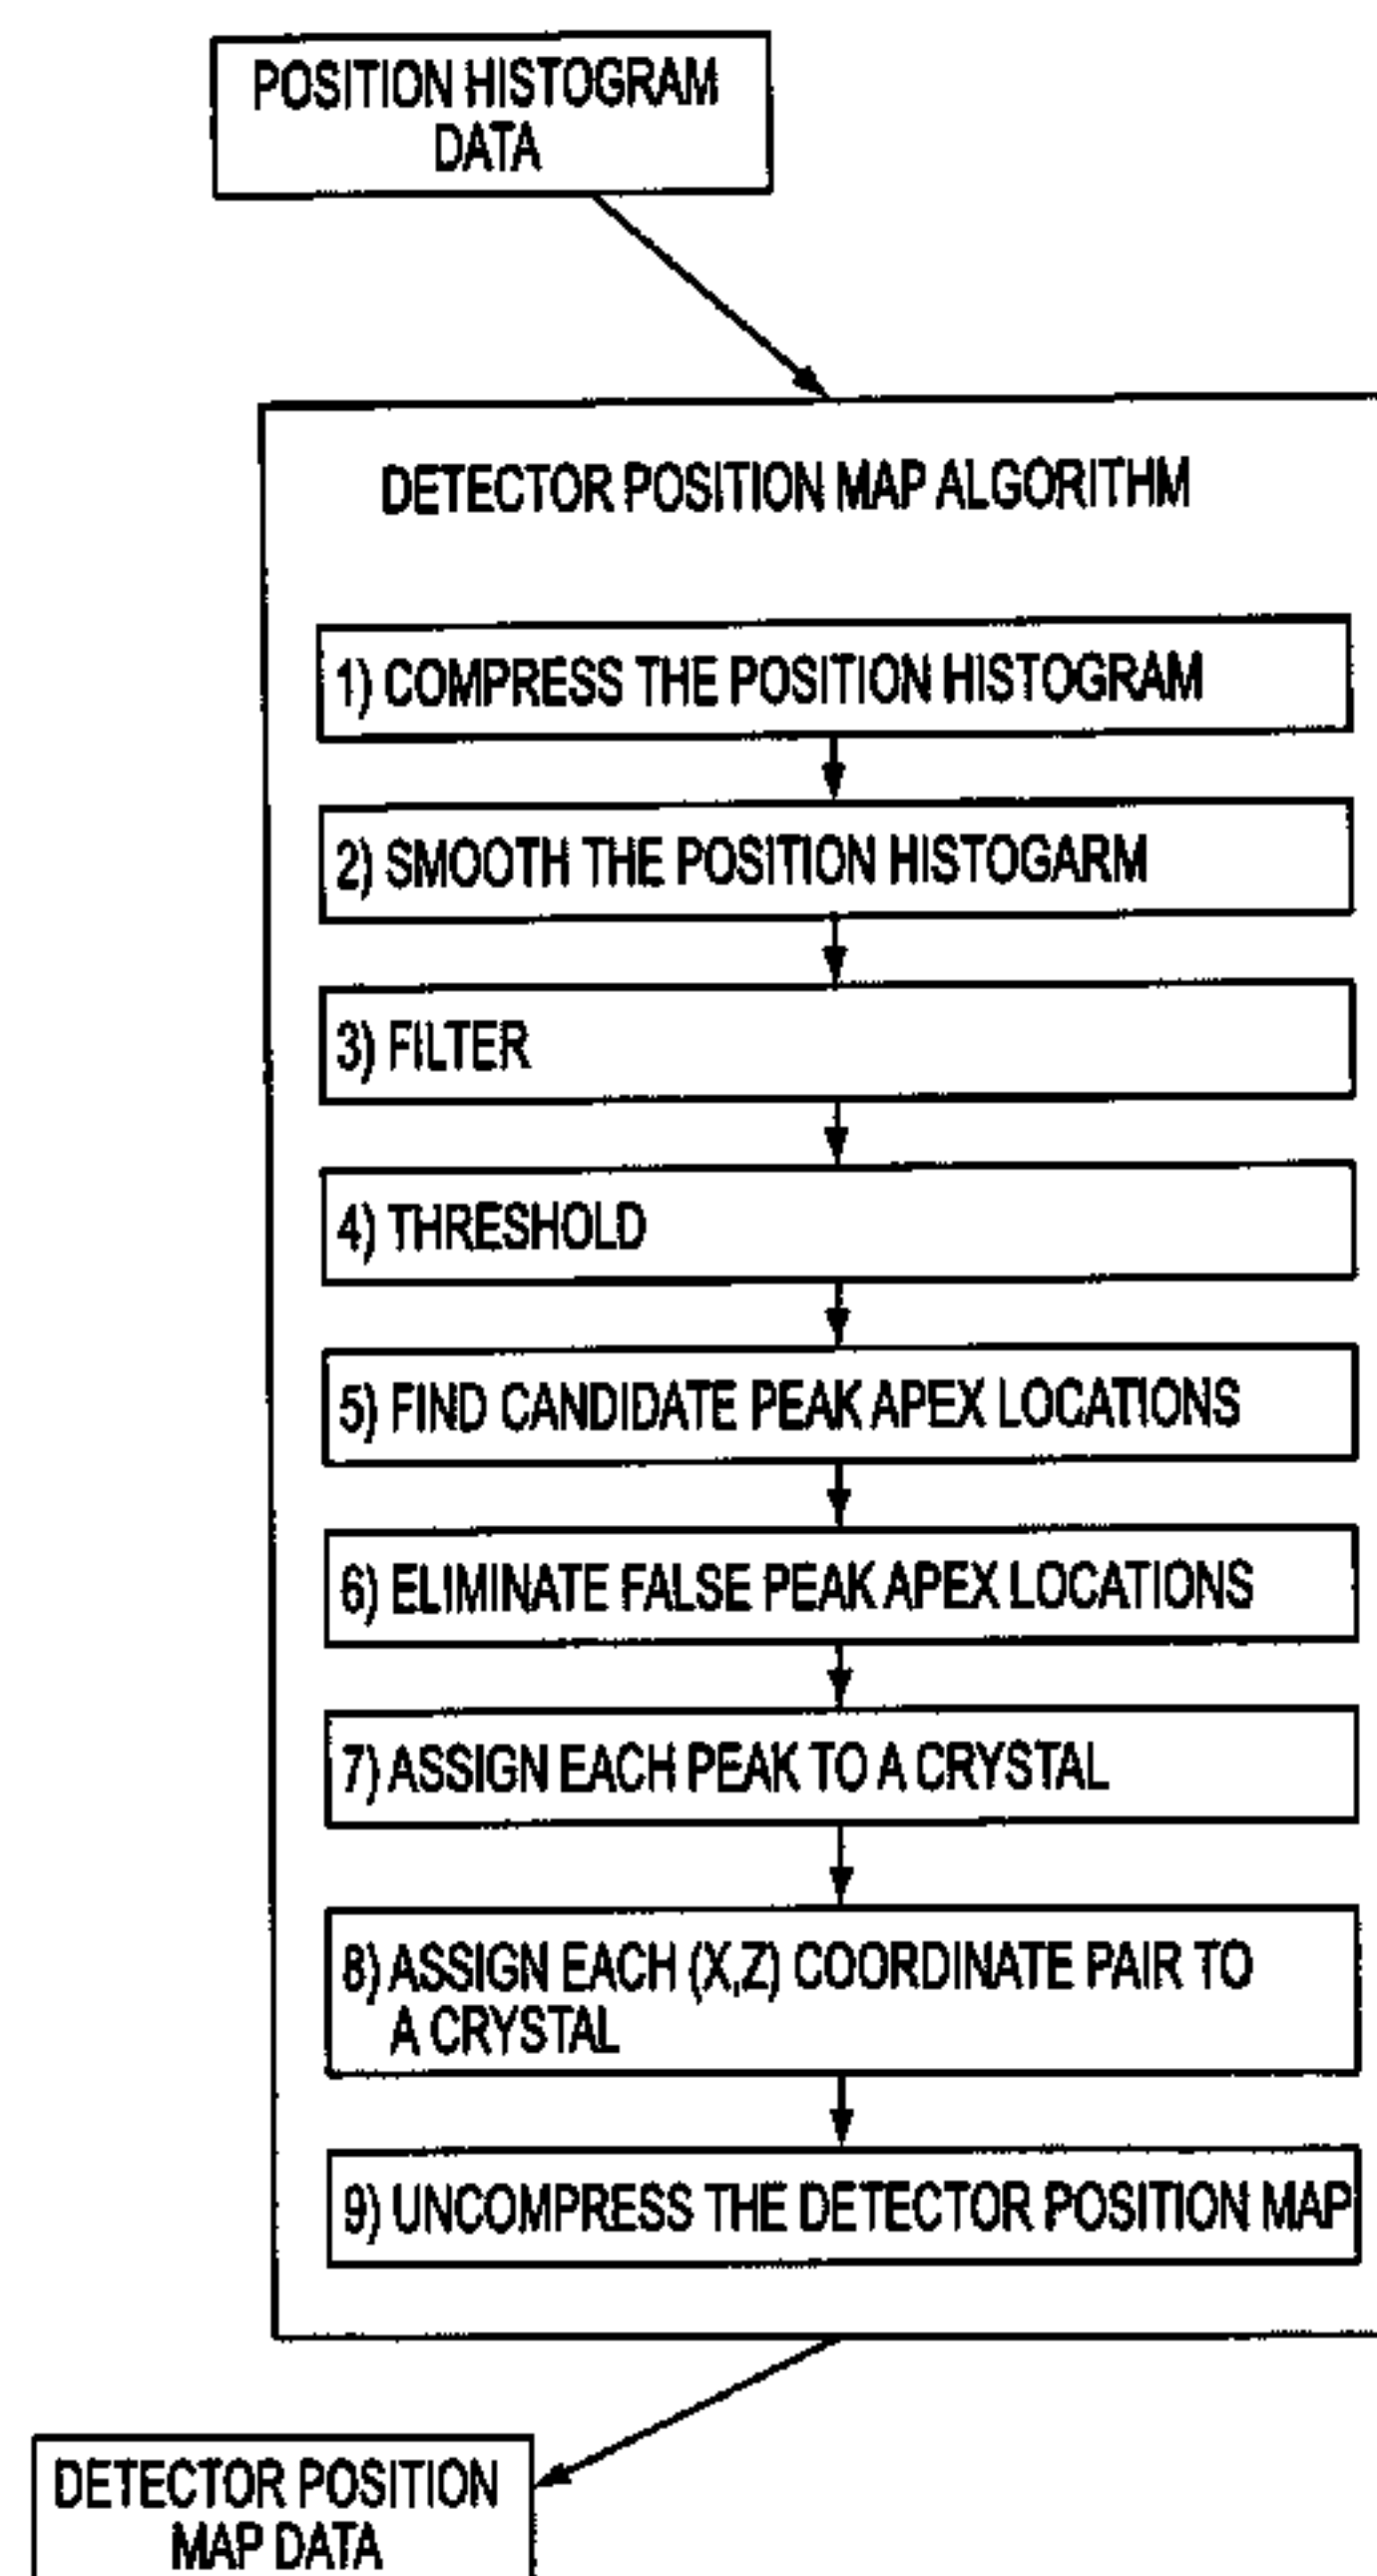 POSITION HISTOGRAM
DATA
DETECTOR POSITION MAP ALGORITHM
1) COMPRESS THE POSITION HISTOGRAM
2) SMOOTH THE POSITION HISTOGARM
3) FILTER
4) THRESHOLD
5) FIND CANDIDATE PEAK APEX LOCATIONS
6) ELIMINATE FALSE PEAK APEX LOCATIONS
7) ASSIGN EACH PEAK TO A CRYSTAL
8) ASSIGN EACH (X,Z) COORDINATE PAIR TO
A CRYSTAL
9) UNCOMPRESS THE DETECTOR POSITION MAP
DETECTOR POSITION
MAP DATA